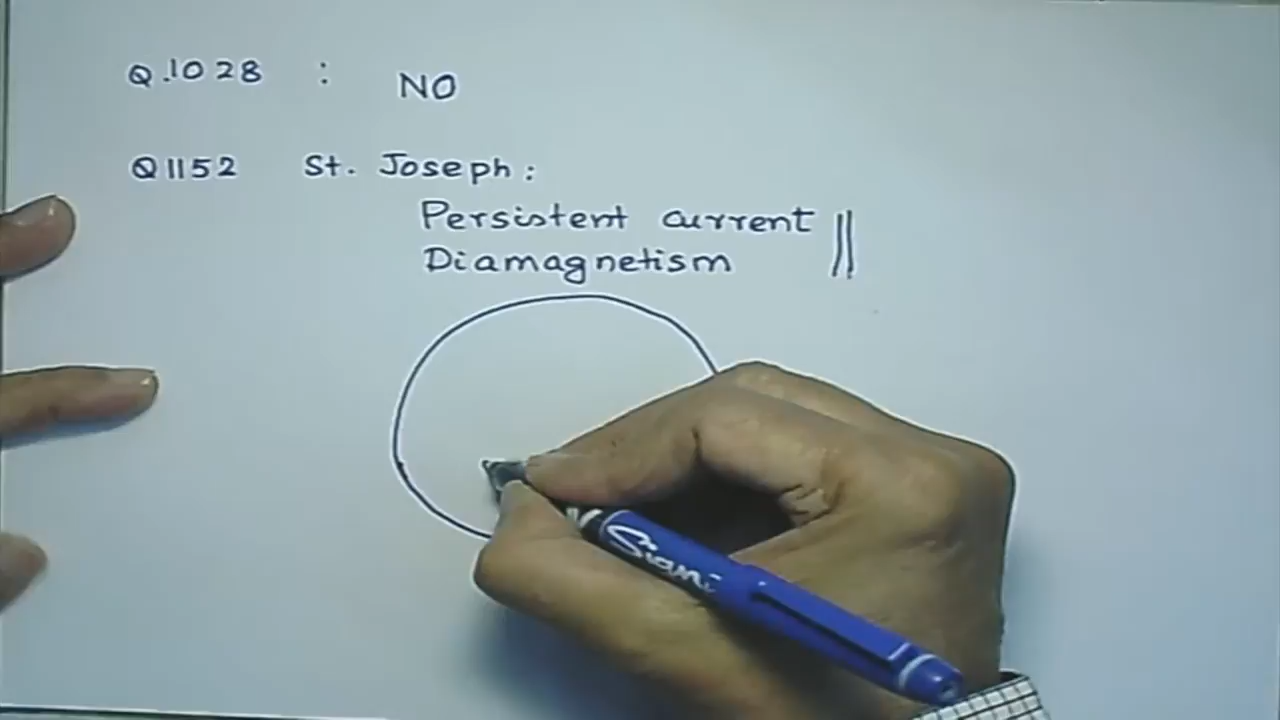 Q.1028 : NO
Q1152 St. Joseph:
Persistent current
Diamagnetism